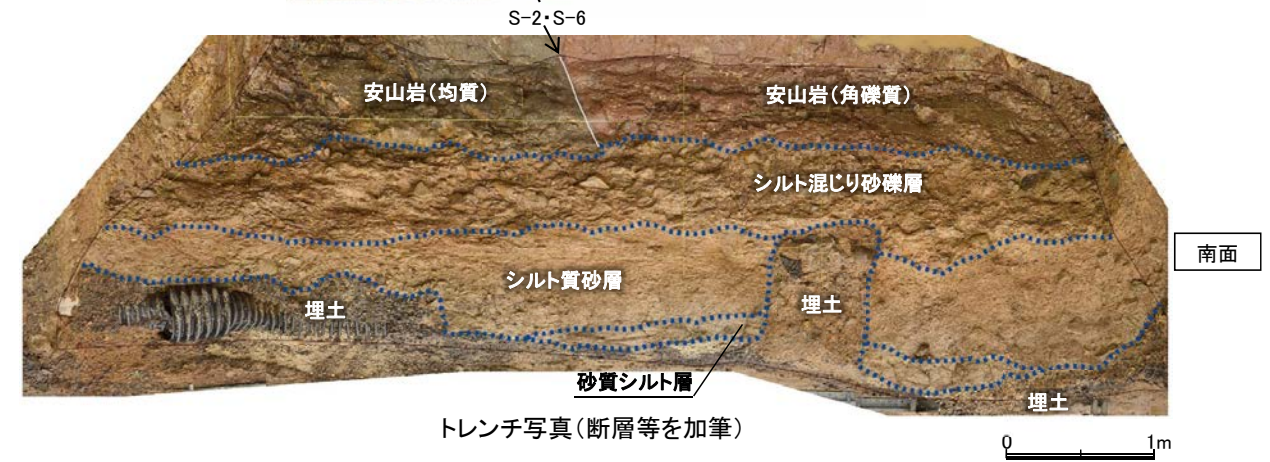 S-2・S-6
安山岩(均質)
安山岩(角礫質)
シルト混じり砂礫層
南面
シルト質砂層
埋土
埋土
砂質シルト層
埋土
トレンチ写真(断層等を加筆)
0 1m